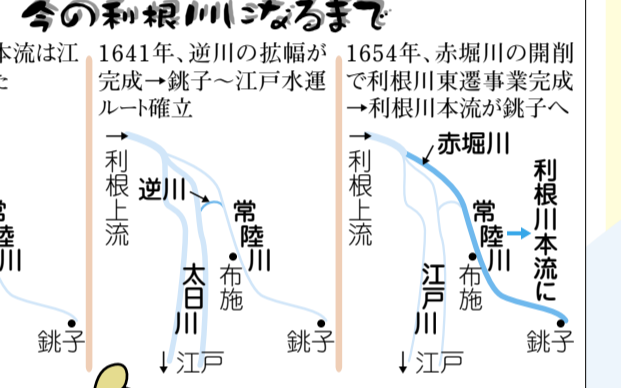 今の利根川になるまで
本流は江
た
1641年、逆川の拡幅が
完成→銚子〜江戸水運
ルート確立
1654年、赤堀川の開削
で利根川東遷事業完成
→利根川本流が銚子へ
常陸川
銚子
→
利根上流
逆川
常陸川
布施
太日川
↓江戸
銚子
→
利根上流
赤堀川
常陸川
→
利根川本流に
布施
江戸川
↓江戸
銚子